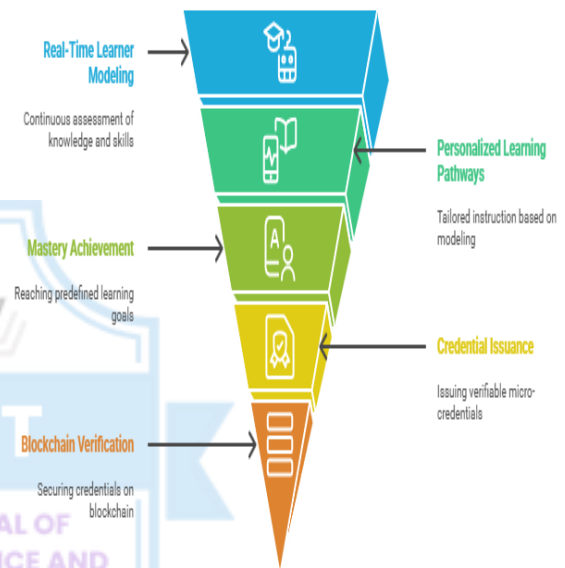 Real-Time Learner
Modeling
Continuous assessment of
knowledge and skills
Personalized Learning
Pathways
Tailored instruction based on
modeling
Mastery Achievement
Reaching predefined learning
goals
A
Credential Issuance
Issuing verifiable micro-
credentials
Blockchain Verification
Securing credentials on
blockchain
T
AL OF
ICE AND